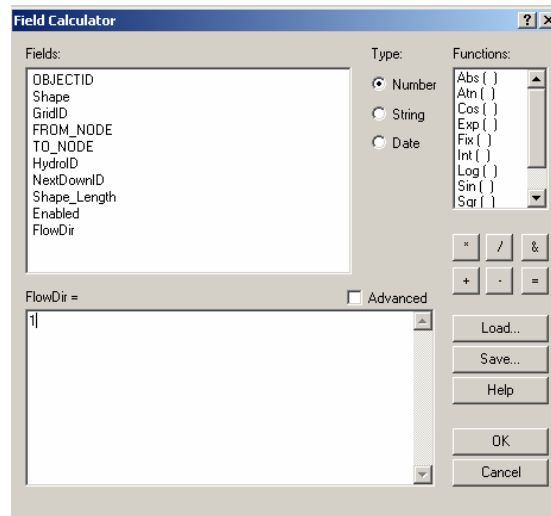 Field Calculator
Fields:
OBJECTID
Shape
GridID
FROM_NODE
TO_NODE
HydroID
NextDownID
Shape_Length
Enabled
FlowDir
Type:
Number
String
Date
Functions:
Abs ( )
Atn ( )
Cos ( )
Exp ( )
Fix ( )
Int ( )
Log ( )
Sin ( )
Sqr ( )
* / &
+ - =
FlowDir =
Advanced
1
Load...
Save...
Help
OK
Cancel